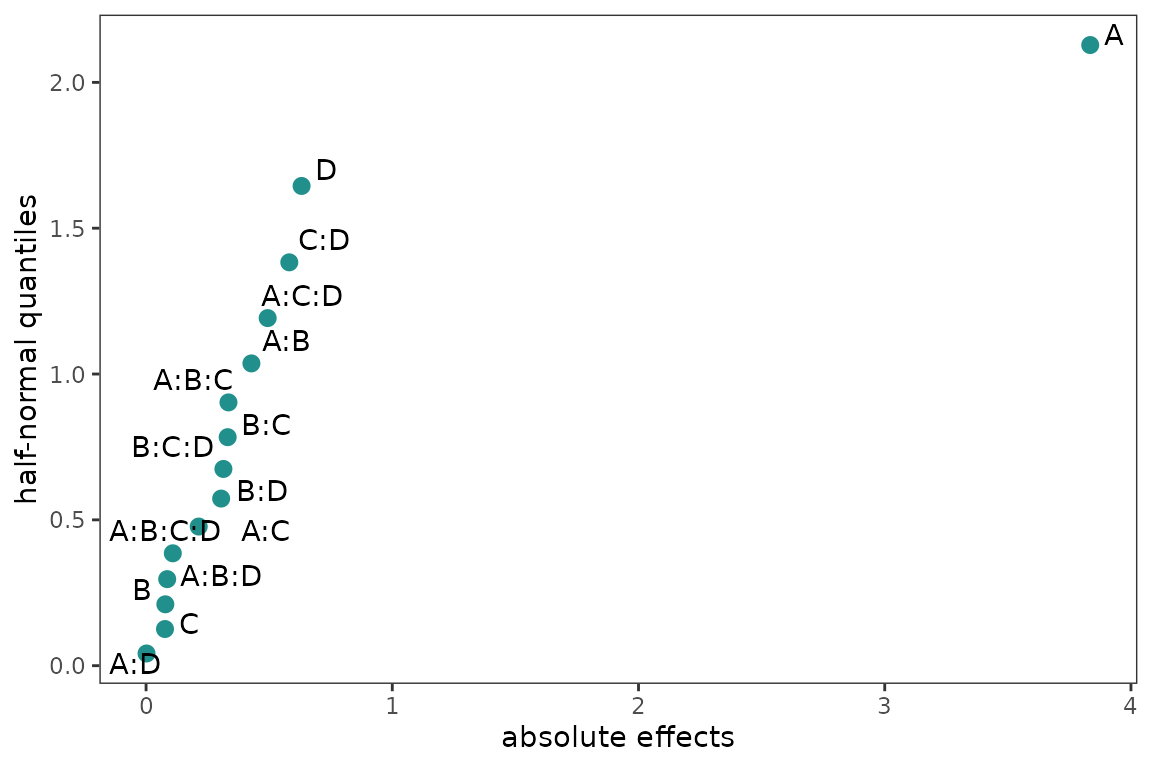 A
2.0
D
1.5
C:D
A:C:D
A:B
1.0
A:B:C
B:C
B:C:D
B:D
0.5
A:B:C:D
A:C
A:B:D
B
C
0.0
A:D
half-normal quantiles
0 1 2 3 4
absolute effects